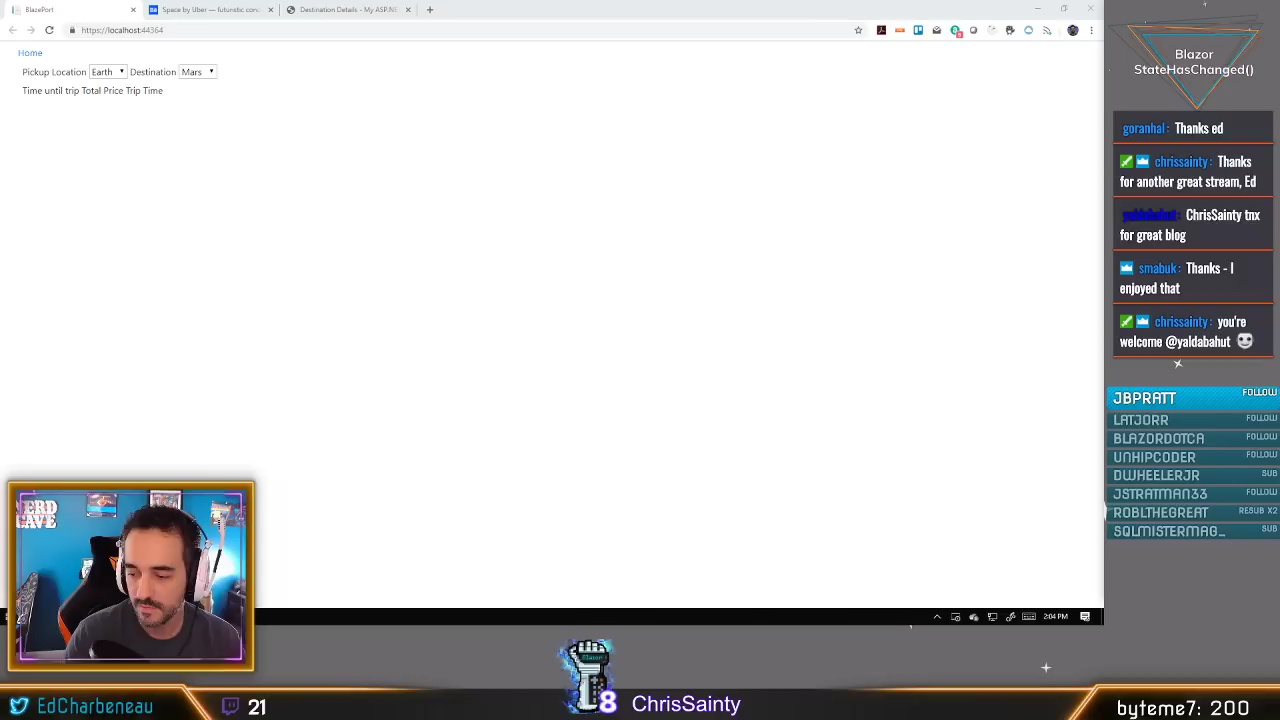 BlazePort
Space by Uber — futuristic conv
Destination Details - My ASP.NE
https://localhost:44364
Home
Pickup Location Earth Destination Mars
Time until trip Total Price Trip Time
Blazor
StateHasChanged()
goranhal: Thanks ed
chrissainty: Thanks
for another great stream, Ed
yaldabahut: ChrisSainty tnx
for great blog
smabuk: Thanks - I
enjoyed that
chrissainty: you're
welcome @yaldabahut
JBPRATT FOLLOW
LATJORR FOLLOW
BLAZORDOTCA FOLLOW
UNHIPCODER FOLLOW
DWHEELERJR SUB
JSTRATMAN33 FOLLOW
ROBLTHEGREAT RESUB X2
SQLMISTERMAG_ SUB
NERD
CAVE
2:04 PM
Blazor
EdCharbeneau
21
8 ChrisSainty
byteme7: 200